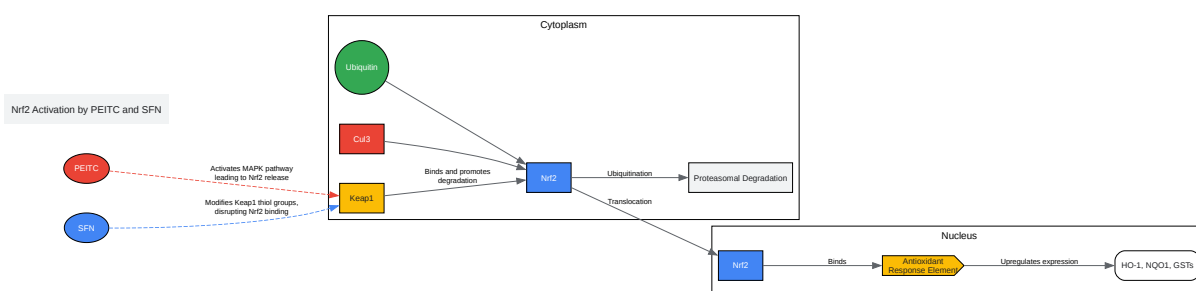 Cytoplasm
Ubiquitin
Nrf2 Activation by PEITC and SFN
Cul3
PEITC
Activates MAPK pathway
leading to Nrf2 release
Binds and promotes
degradation
Nrf2
Ubiquitination
Proteasomal Degradation
Keap1
Modifies Keap1 thiol groups,
disrupting Nrf2 binding
SFN
Translocation
Nucleus
Nrf2
Binds
Antioxidant
Response Element
Upregulates expression
HO-1, NQO1, GSTs